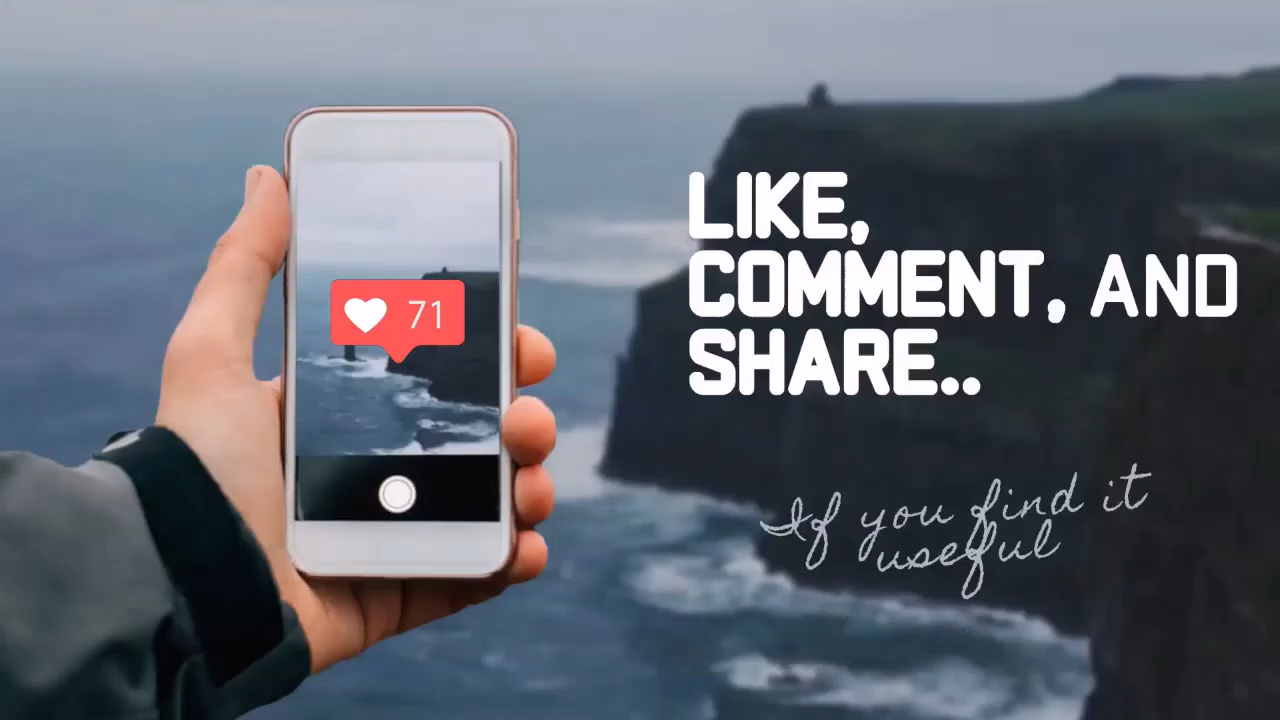 71
LIKE,
COMMENT, AND
SHARE..
If you find it
useful